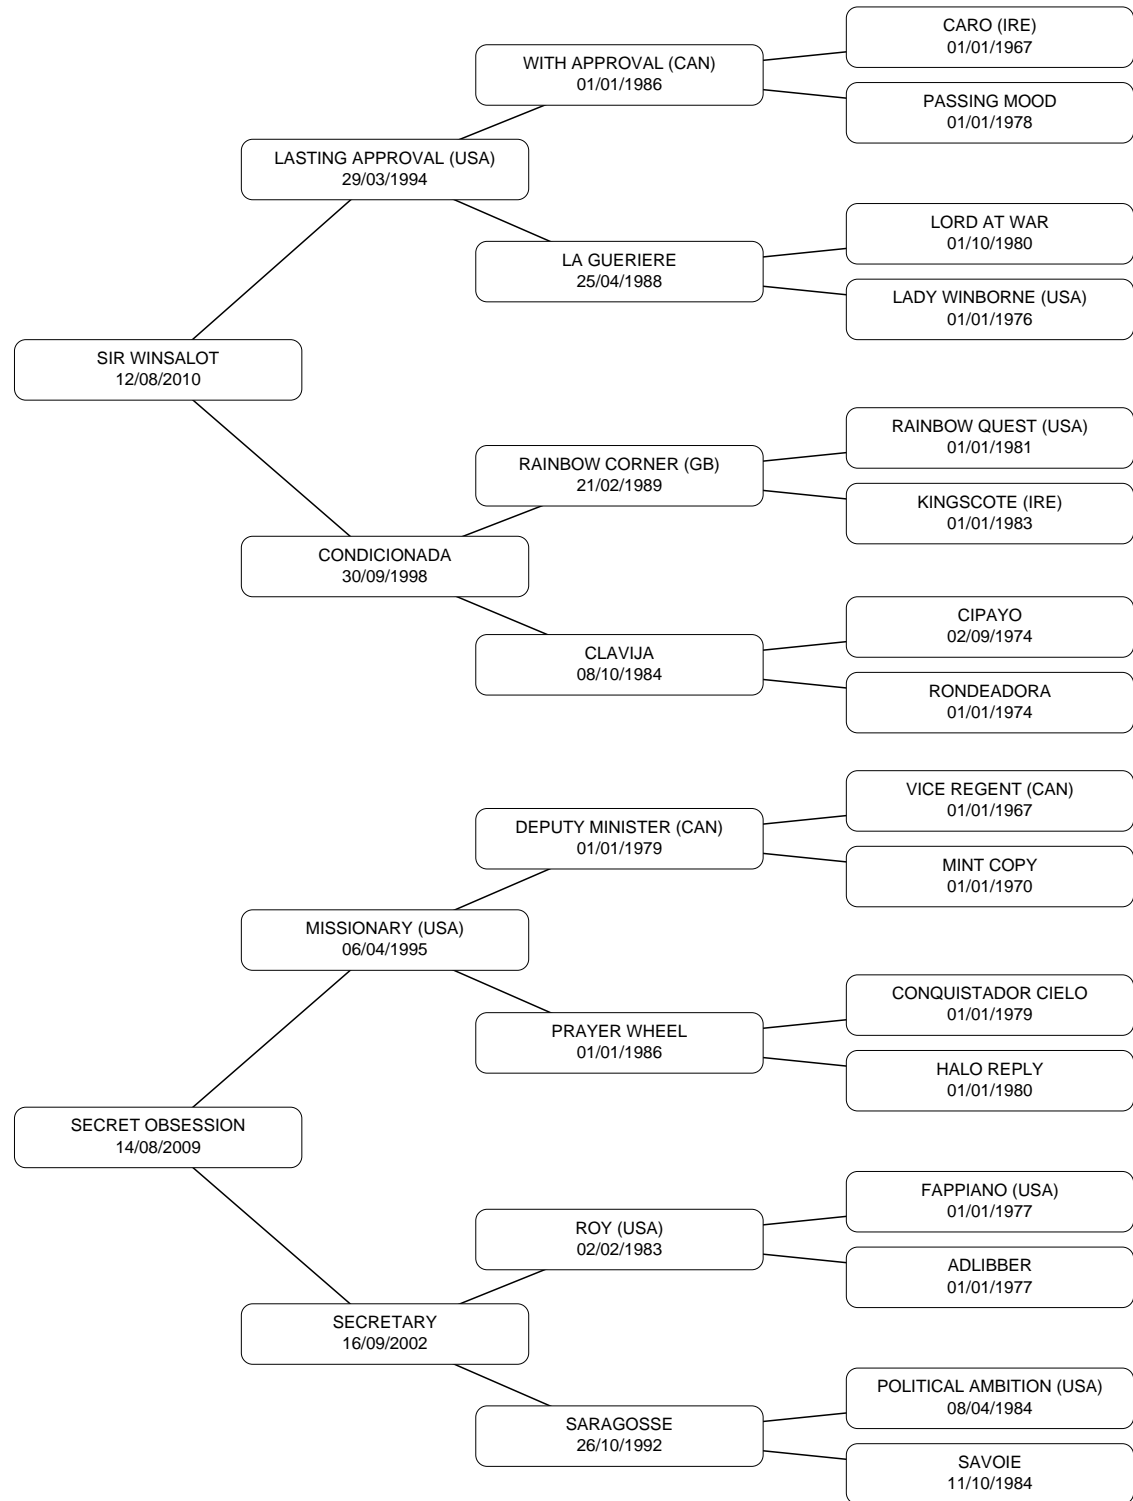 CARO (IRE)
01/01/1967
WITH APPROVAL (CAN)
01/01/1986
PASSING MOOD
01/01/1978
LASTING APPROVAL (USA)
29/03/1994
LORD AT WAR
01/10/1980
LA GUERIERE
25/04/1988
LADY WINBORNE (USA)
01/01/1976
SIR WINSALOT
12/08/2010
RAINBOW QUEST (USA)
01/01/1981
RAINBOW CORNER (GB)
21/02/1989
KINGSCOTE (IRE)
01/01/1983
CONDICIONADA
30/09/1998
CIPAYO
02/09/1974
CLAVIJA
08/10/1984
RONDEADORA
01/01/1974
VICE REGENT (CAN)
01/01/1967
DEPUTY MINISTER (CAN)
01/01/1979
MINT COPY
01/01/1970
MISSIONARY (USA)
06/04/1995
CONQUISTADOR CIELO
01/01/1979
PRAYER WHEEL
01/01/1986
HALO REPLY
01/01/1980
SECRET OBSESSION
14/08/2009
FAPPIANO (USA)
01/01/1977
ROY (USA)
02/02/1983
ADLIBBER
01/01/1977
SECRETARY
16/09/2002
POLITICAL AMBITION (USA)
08/04/1984
SARAGOSSE
26/10/1992
SAVOIE
11/10/1984